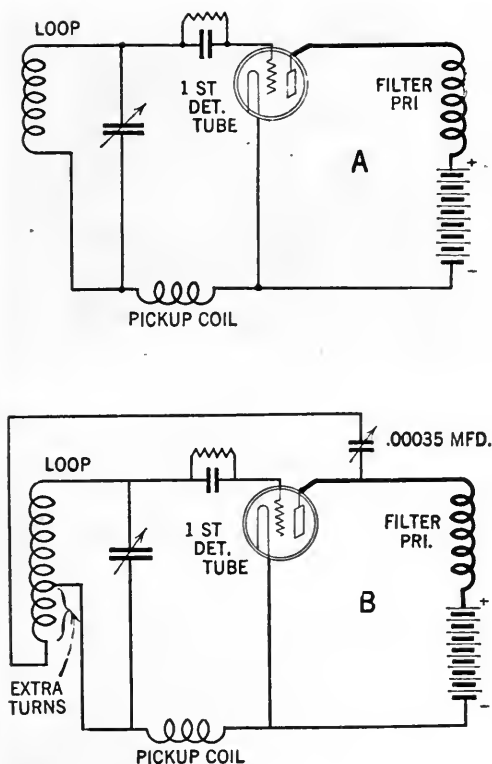 LOOP
1 ST
DET.
TUBE
FILTER
PRI
A
+
−
PICKUP COIL
.00035 MFD.
LOOP
1 ST
DET.
TUBE
FILTER
PRI.
B
+
−
EXTRA
TURNS
PICKUP COIL